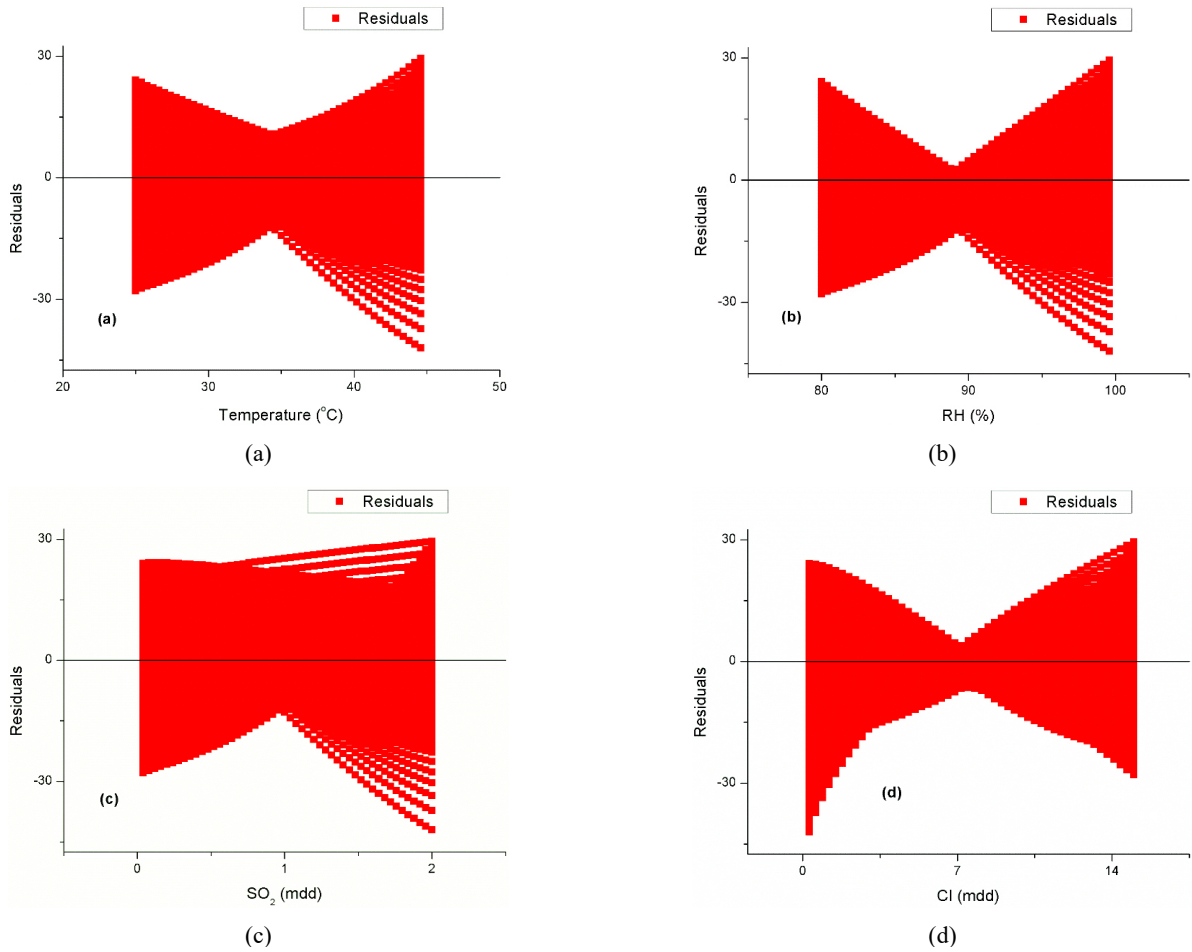 Residuals
30
0
-30
Residuals
(a)
20
30
40
50
Temperature (°C)
(a)
Residuals
30
0
-30
Residuals
(b)
80
90
100
RH (%)
(b)
Residuals
30
0
-30
Residuals
(c)
0
1
2
SO₂ (mdd)
(c)
Residuals
30
0
-30
Residuals
(d)
0
7
14
Cl (mdd)
(d)